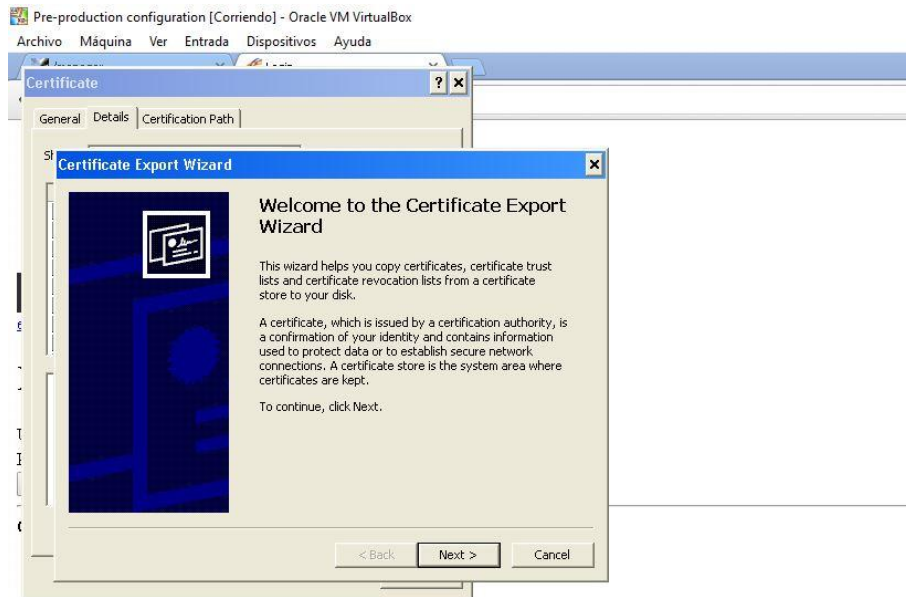 Pre-production configuration [Corriendo] - Oracle VM VirtualBox
Archivo Máquina Ver Entrada Dispositivos Ayuda
Certificate
General Details Certification Path
Certificate Export Wizard
Welcome to the Certificate Export
Wizard
This wizard helps you copy certificates, certificate trust
lists and certificate revocation lists from a certificate
store to your disk.
A certificate, which is issued by a certification authority, is
a confirmation of your identity and contains information
used to protect data or to establish secure network
connections. A certificate store is the system area where
certificates are kept.
To continue, click Next.
< Back Next > Cancel